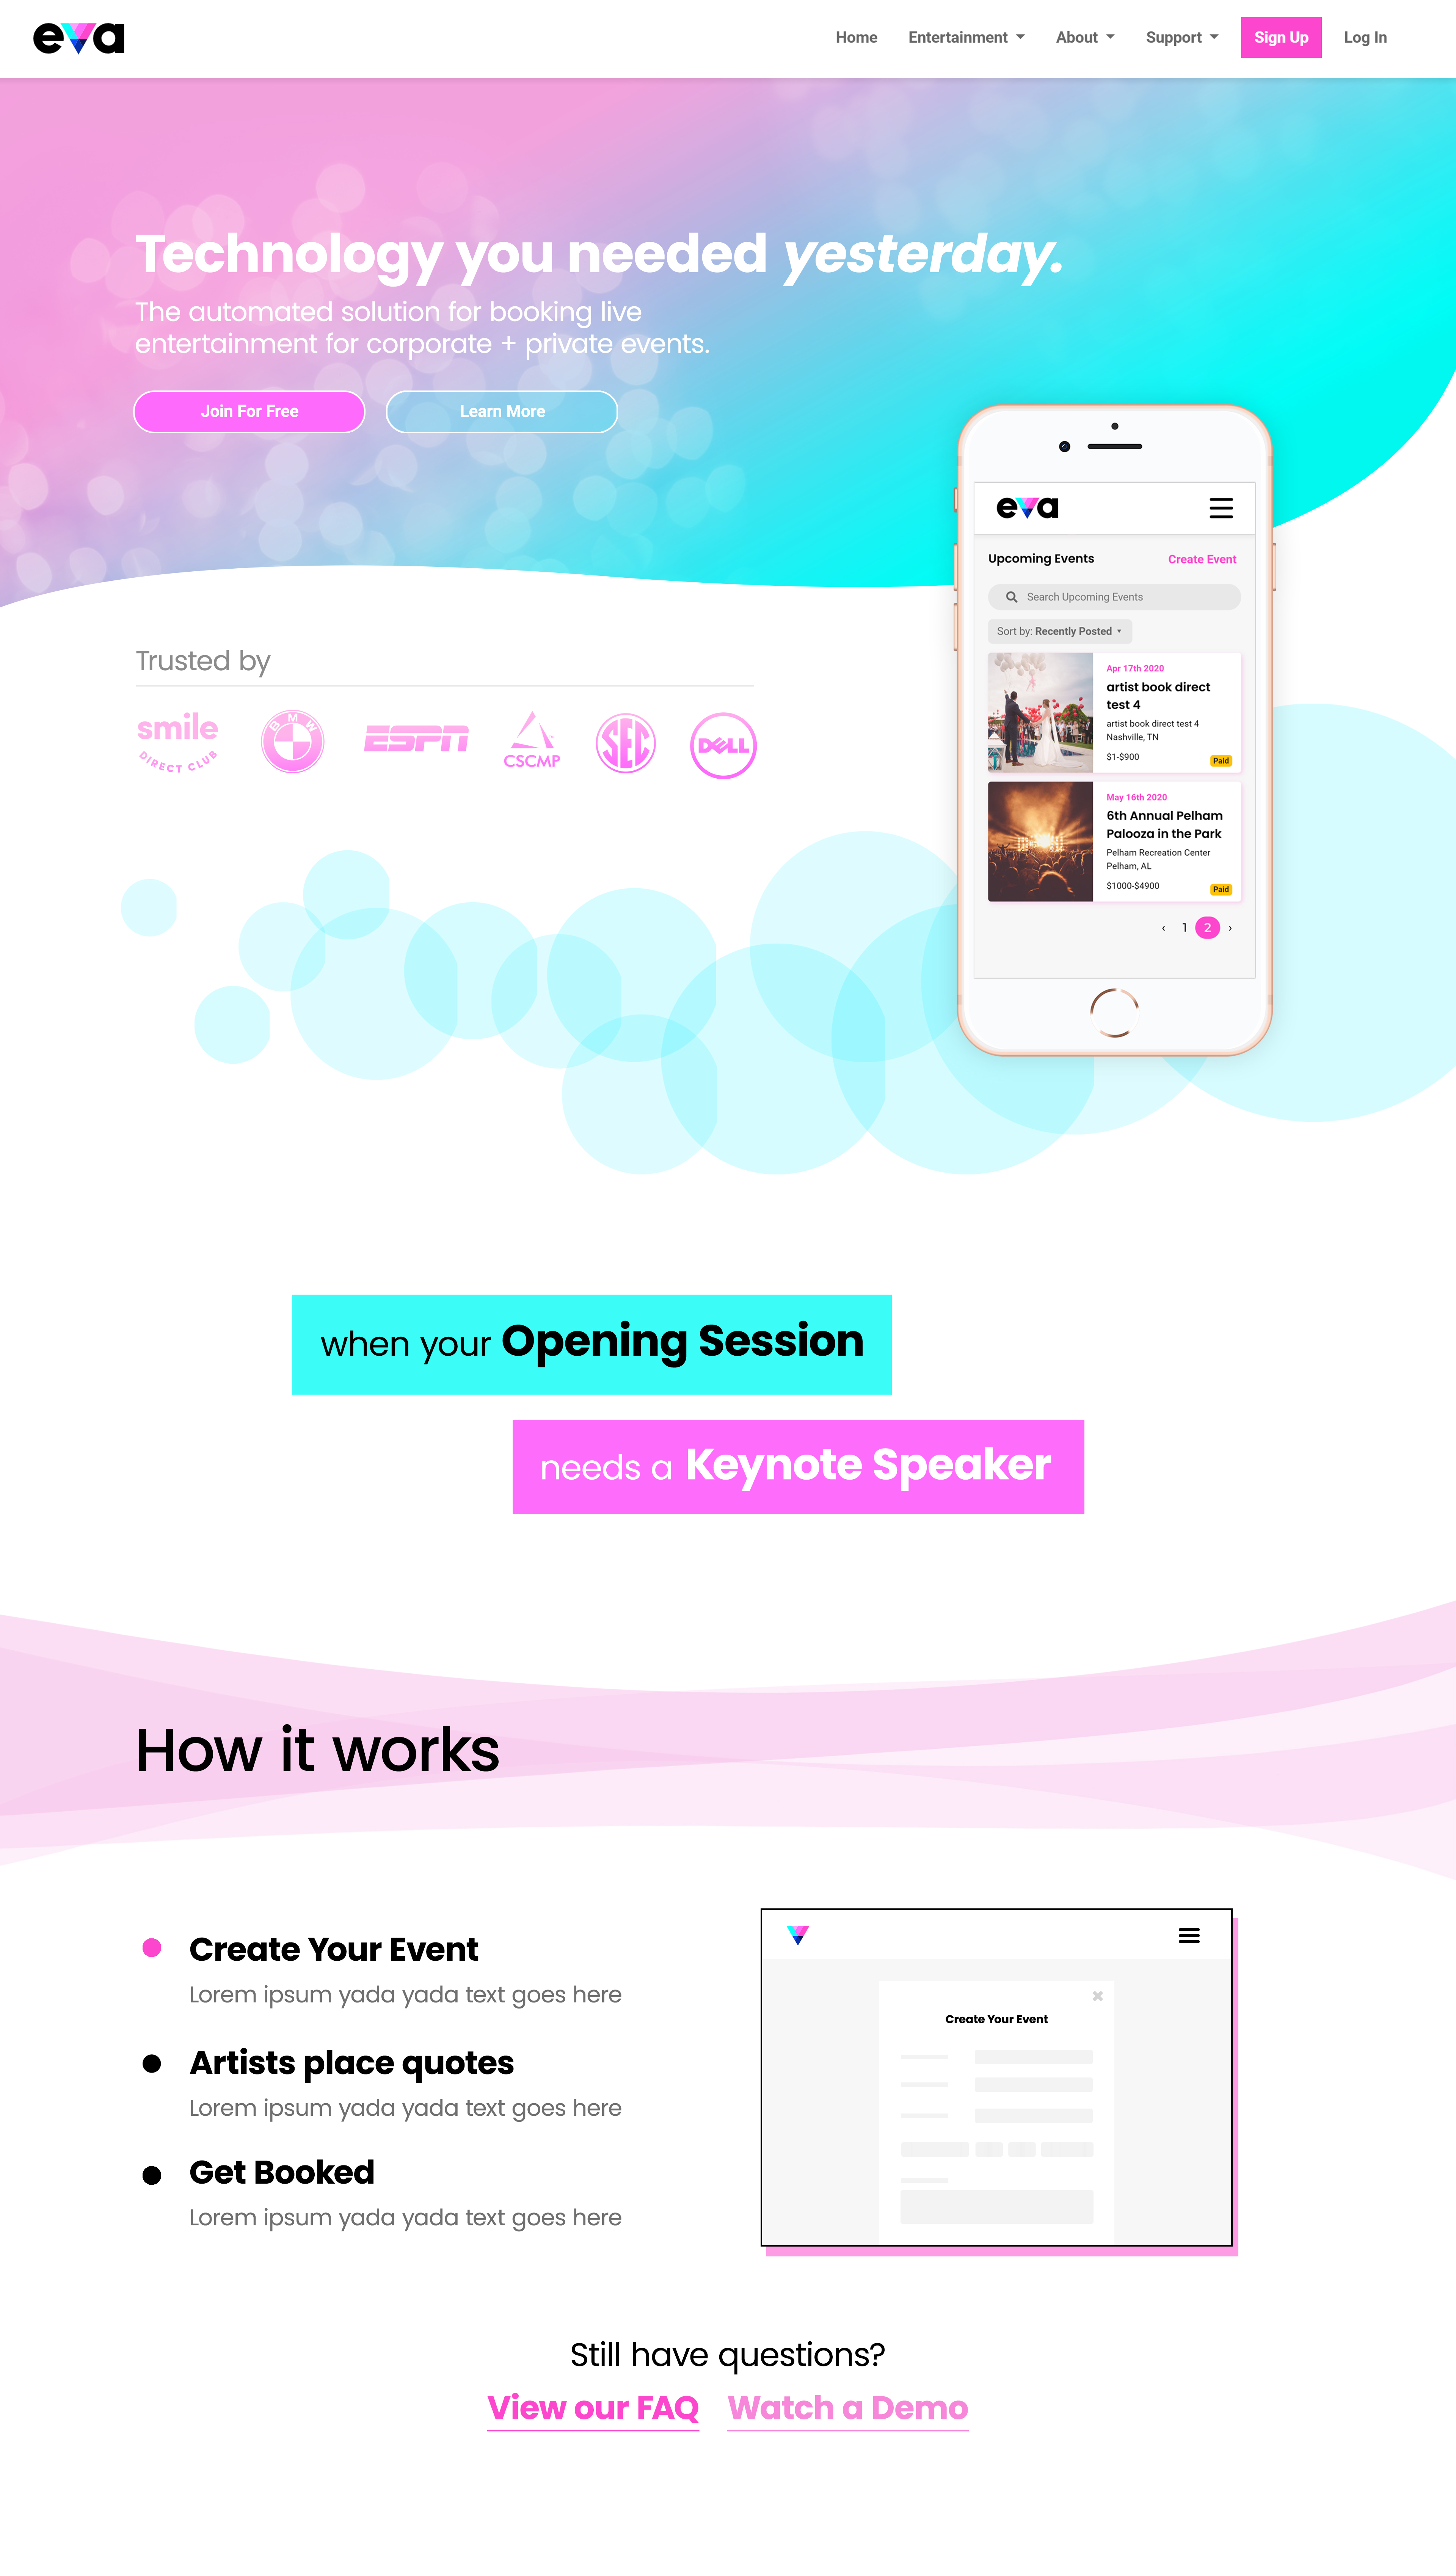 eva
Home Entertainment About Support Sign Up Log In
Technology you needed yesterday.
The automated solution for booking live
entertainment for corporate + private events.
Join For Free Learn More
eva
Upcoming Events Create Event
Search Upcoming Events
Sort by: Recently Posted
Apr 17th 2020
artist book direct
test 4
artist book direct test 4
Nashville, TN
$1-$900
Paid
May 16th 2020
6th Annual Pelham
Palooza in the Park
Pelham Recreation Center
Pelham, AL
$1000-$4900
Paid
‹ 1 2 ›
Trusted by
smile
DIRECT CLUB
BMW
ESPN
CSCMP
SEC
DELL
when your Opening Session
needs a Keynote Speaker
How it works
Create Your Event
Lorem ipsum yada yada text goes here
Artists place quotes
Lorem ipsum yada yada text goes here
Get Booked
Lorem ipsum yada yada text goes here
Create Your Event
Still have questions?
View our FAQ Watch a Demo